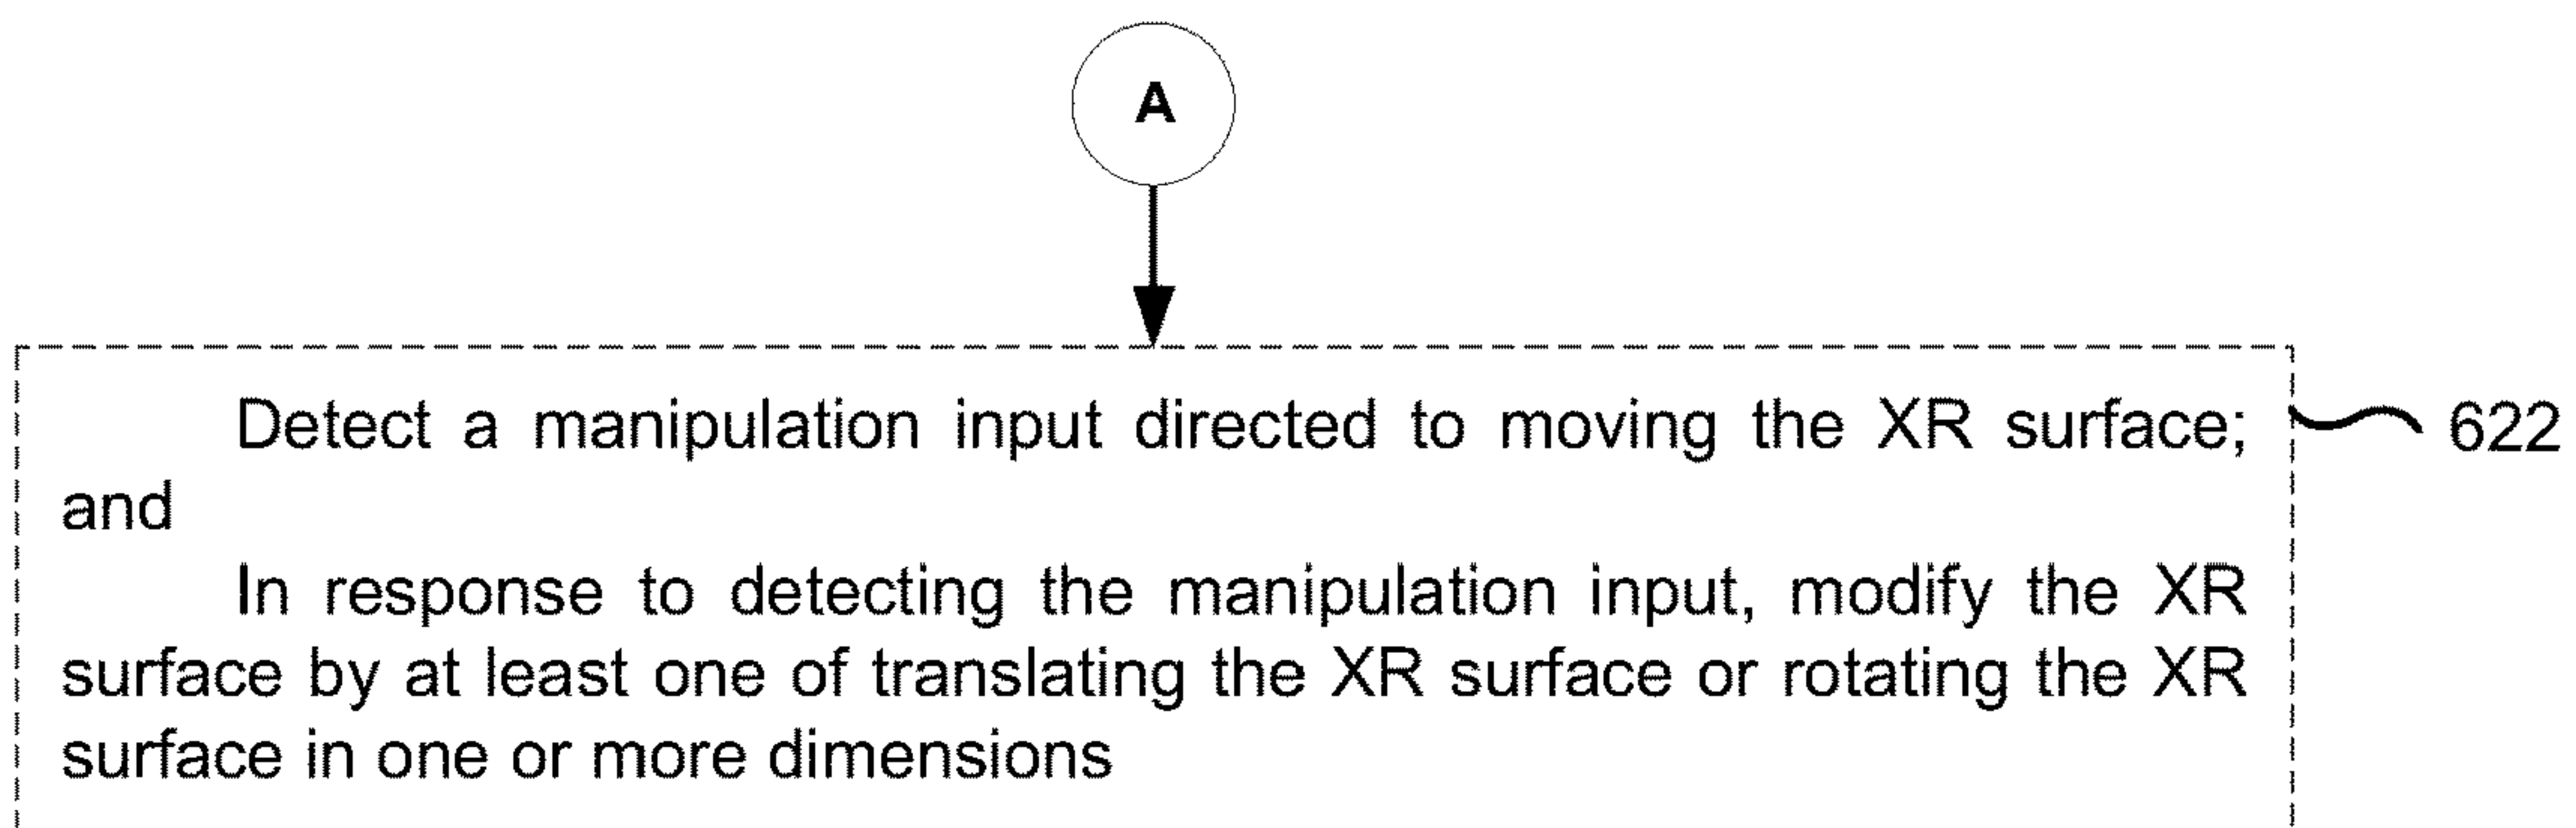 A
Detect a manipulation input directed to moving the XR surface;
622
and
In response to detecting the manipulation input, modify the XR
surface by at least one of translating the XR surface or rotating the XR
surface in one or more dimensions